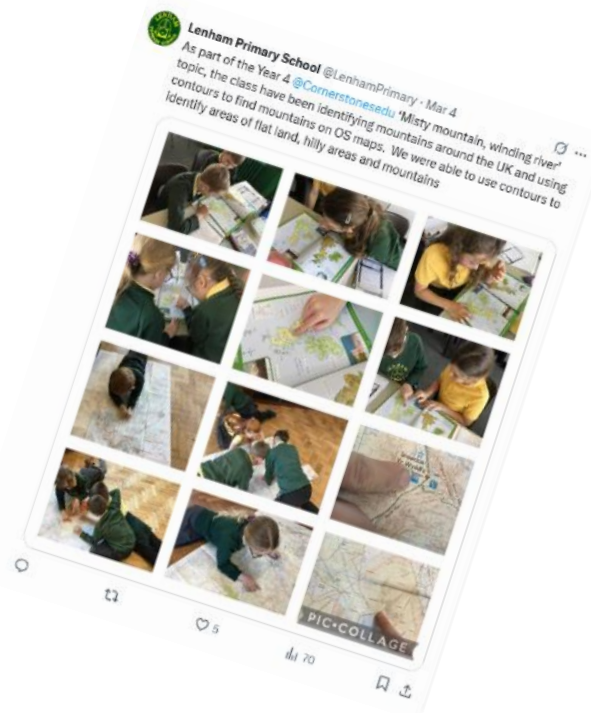 Lenham Primary School @LenhamPrimary · Mar 4
As part of the Year 4 @Cornerstonesedu 'Misty mountain, winding river'
topic, the class have been identifying mountains around the UK and using
contours to find mountains on OS maps. We were able to use contours to
identify areas of flat land, hilly areas and mountains
PIC•COLLAGE
5
70